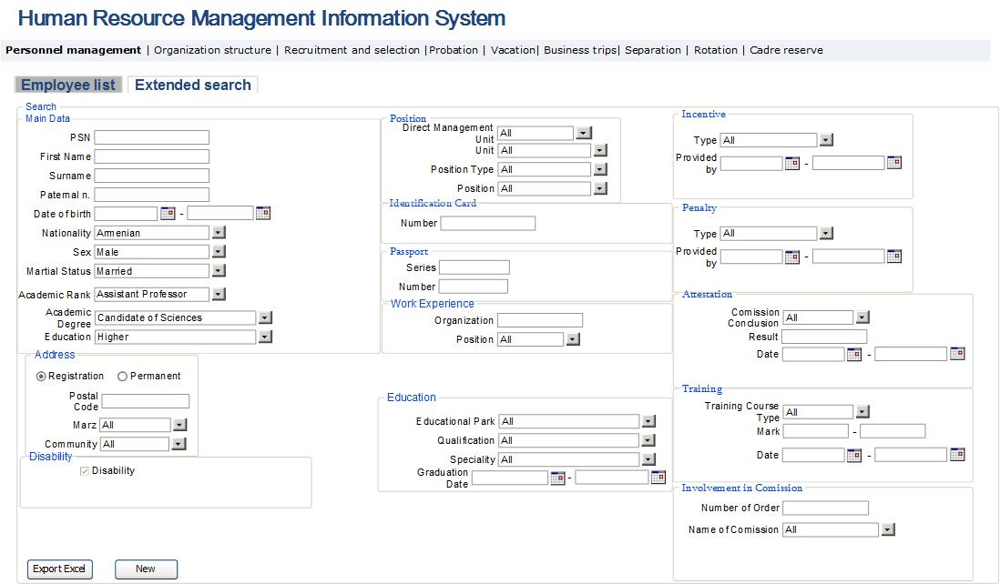 Human Resource Management Information System
Personnel management | Organization structure | Recruitment and selection |Probation | Vacation| Business trips| Separation | Rotation | Cadre reserve
Employee list
Extended search
Search
Main Data
PSN
First Name
Surname
Paternal n.
Date of birth -
Nationality Armenian
Sex Male
Martial Status Married
Academic Rank Assistant Professor
Academic
Degree Candidate of Sciences
Education Higher
Address
Registration Permanent
Postal
Code
Marz All
Community All
Disability
Disability
Export Excel
New
Position
Direct Management
Unit All
Unit All
Position Type All
Position All
Identification Card
Number
Passport
Series
Number
Work Experience
Organization
Position All
Education
Educational Park All
Qualification All
Speciality All
Graduation
Date -
Incentive
Type All
Provided
by -
Penalty
Type All
Provided
by -
Attestation
Comission
Conclusion All
Result
Date -
Training
Training Course
Type All
Mark -
Date -
Involvement in Comission
Number of Order
Name of Comission All